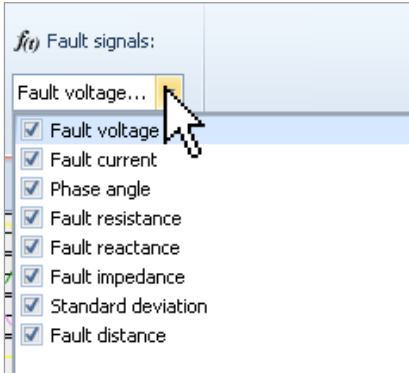 f(t) Fault signals:
Fault voltage...
Fault voltage
Fault current
Phase angle
Fault resistance
Fault reactance
Fault impedance
Standard deviation
Fault distance